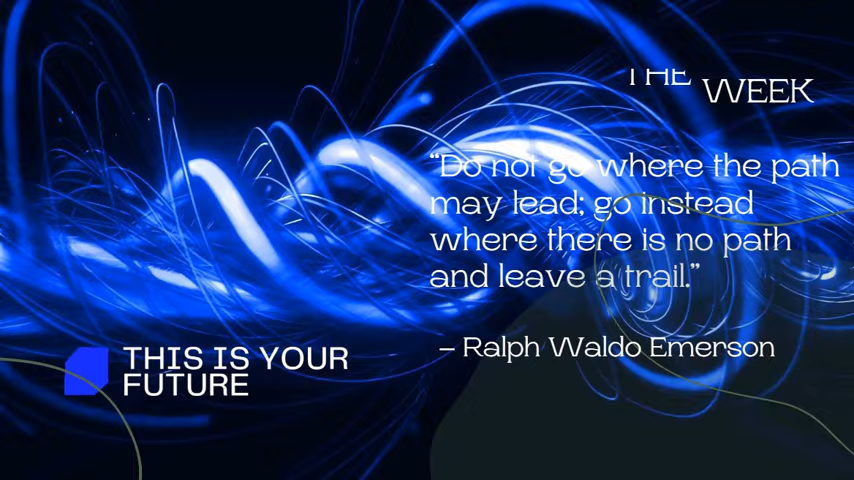 THE WEEK
“Do not go where the path
may lead; go instead
where there is no path
and leave a trail.”
– Ralph Waldo Emerson
THIS IS YOUR
FUTURE